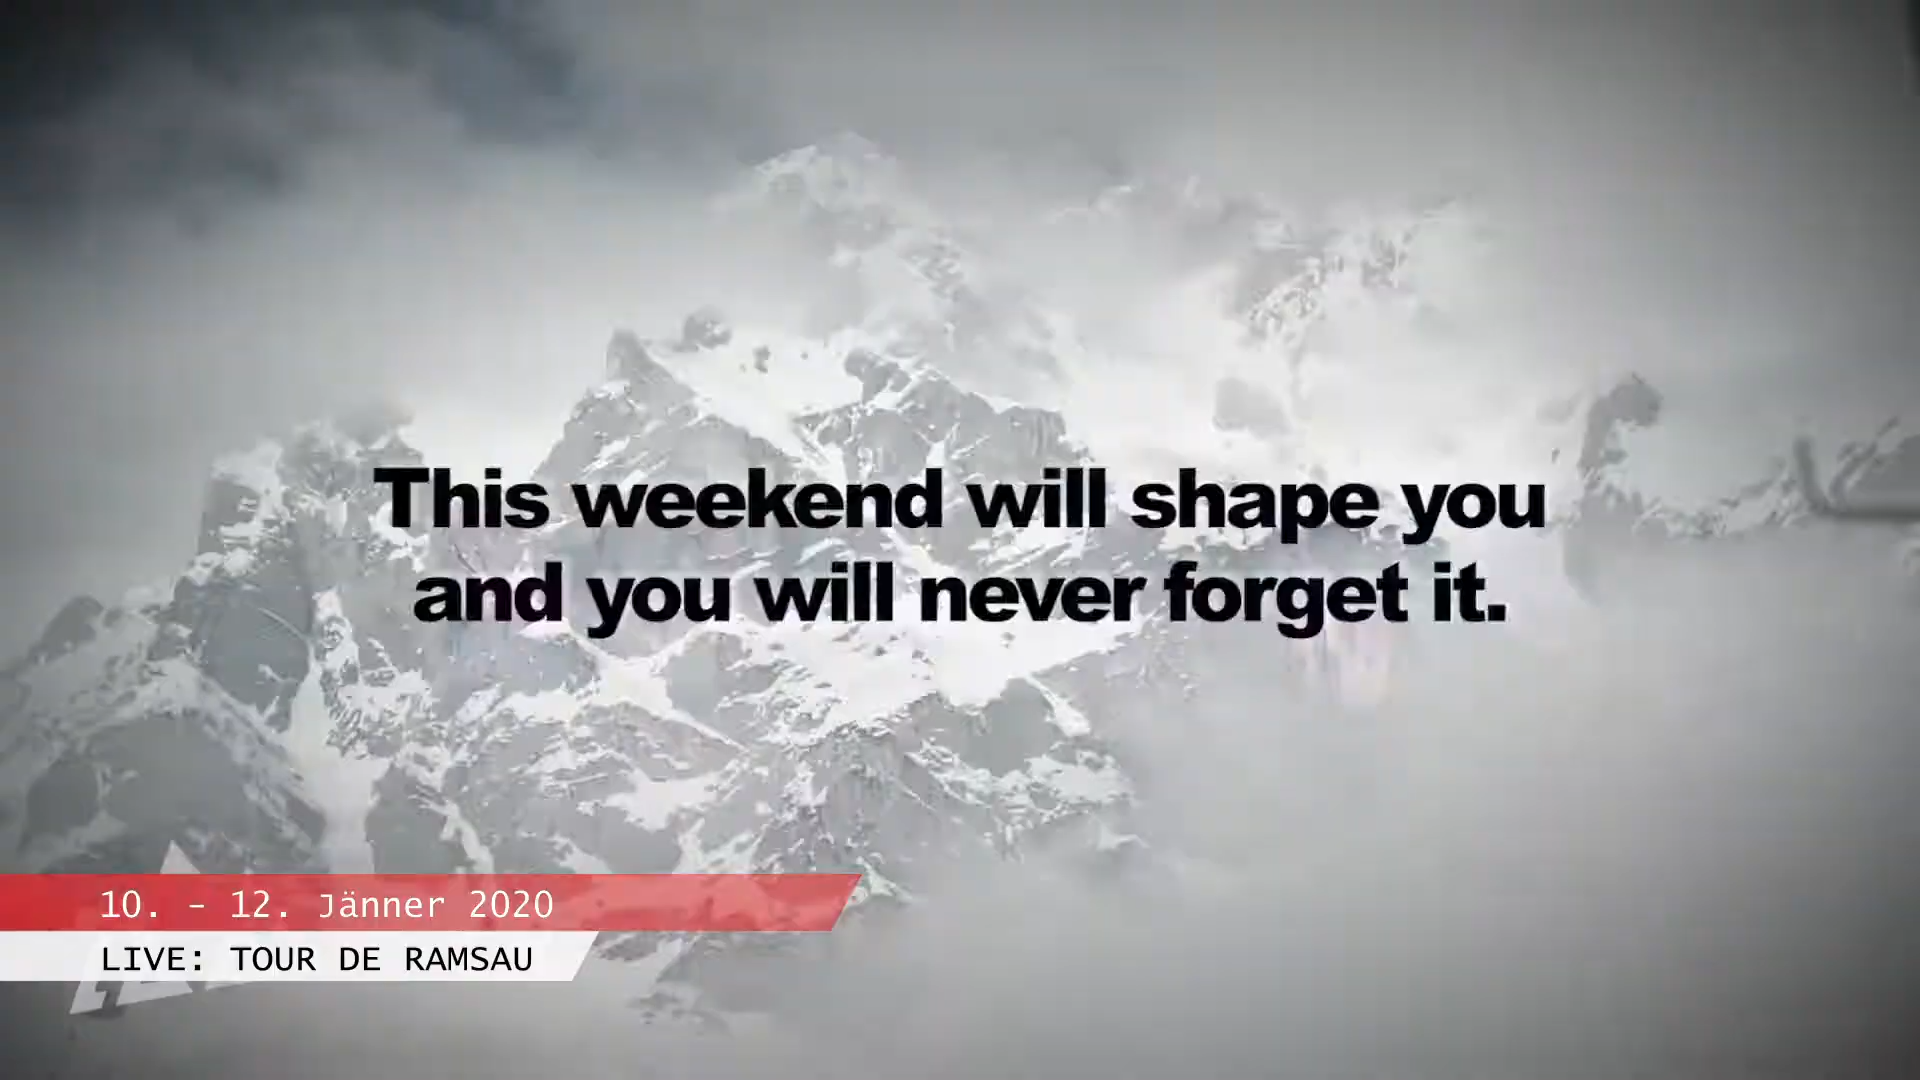 This weekend will shape you
and you will never forget it.
10. - 12. Jänner 2020
LIVE: TOUR DE RAMSAU